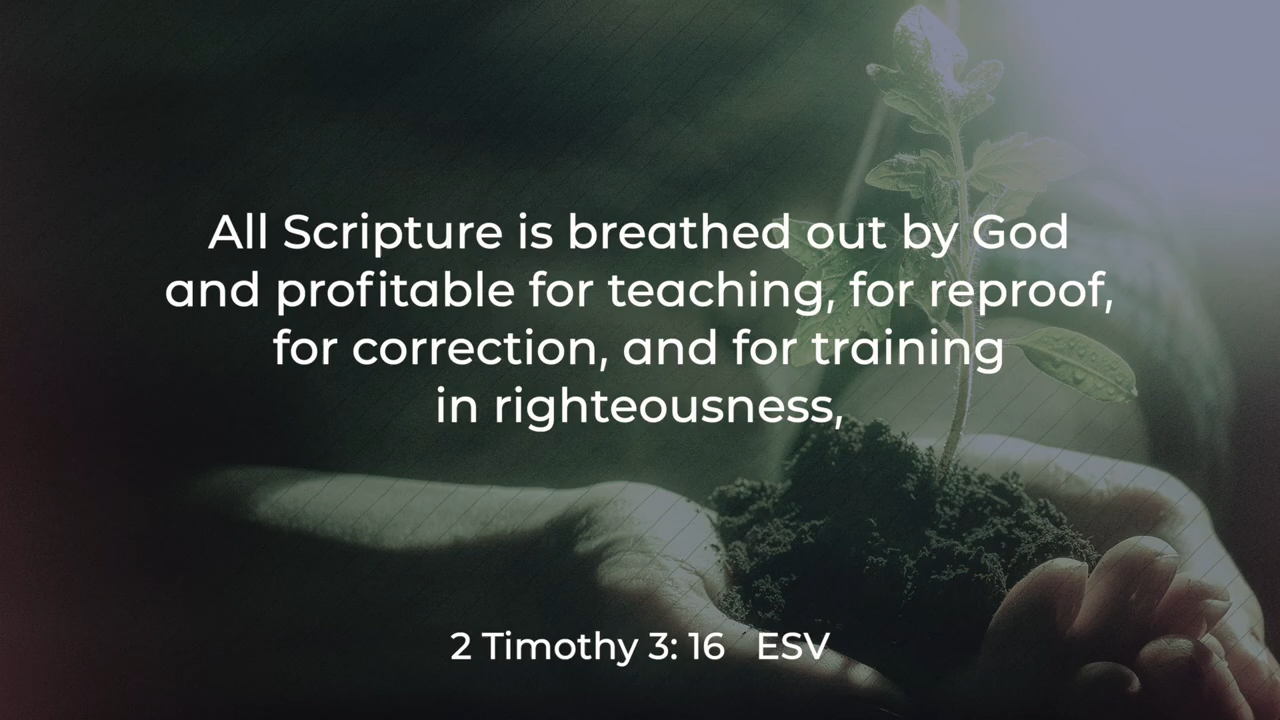 All Scripture is breathed out by God
and profitable for teaching, for reproof,
for correction, and for training
in righteousness,
2 Timothy 3: 16 ESV